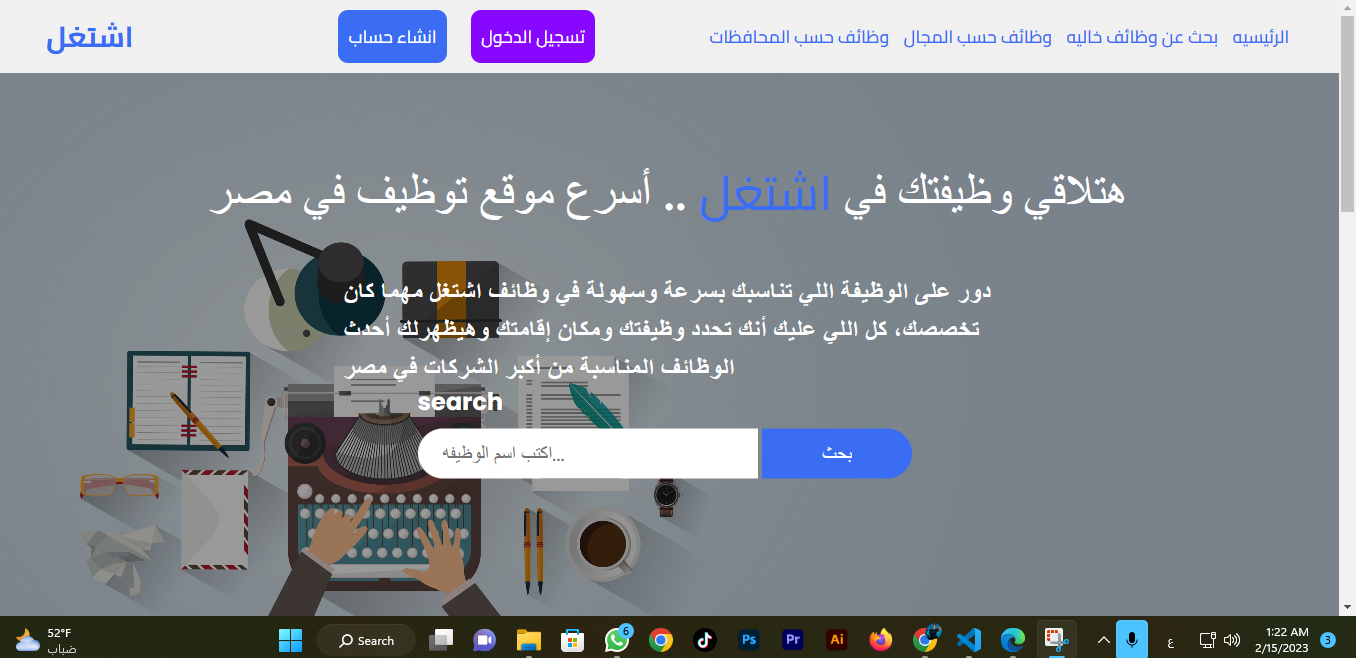 الرئيسيه بحث عن وظائف خاليه وظائف حسب المجال وظائف حسب المحافظات
تسجيل الدخول
انشاء حساب
اشتغل
هتلاقي وظيفتك في اشتغل .. أسرع موقع توظيف في مصر
دور على الوظيفة اللي تناسبك بسرعة وسهولة في وظائف اشتغل مهما كان
تخصصك، كل اللي عليك أنك تحدد وظيفتك ومكان إقامتك وهيظهرلك أحدث
الوظائف المناسبة من أكبر الشركات في مصر
search
اكتب اسم الوظيفه...
بحث
52°F
ضباب
Search
6
Ps
Pr
Ai
ع
1:22 AM
2/15/2023
3